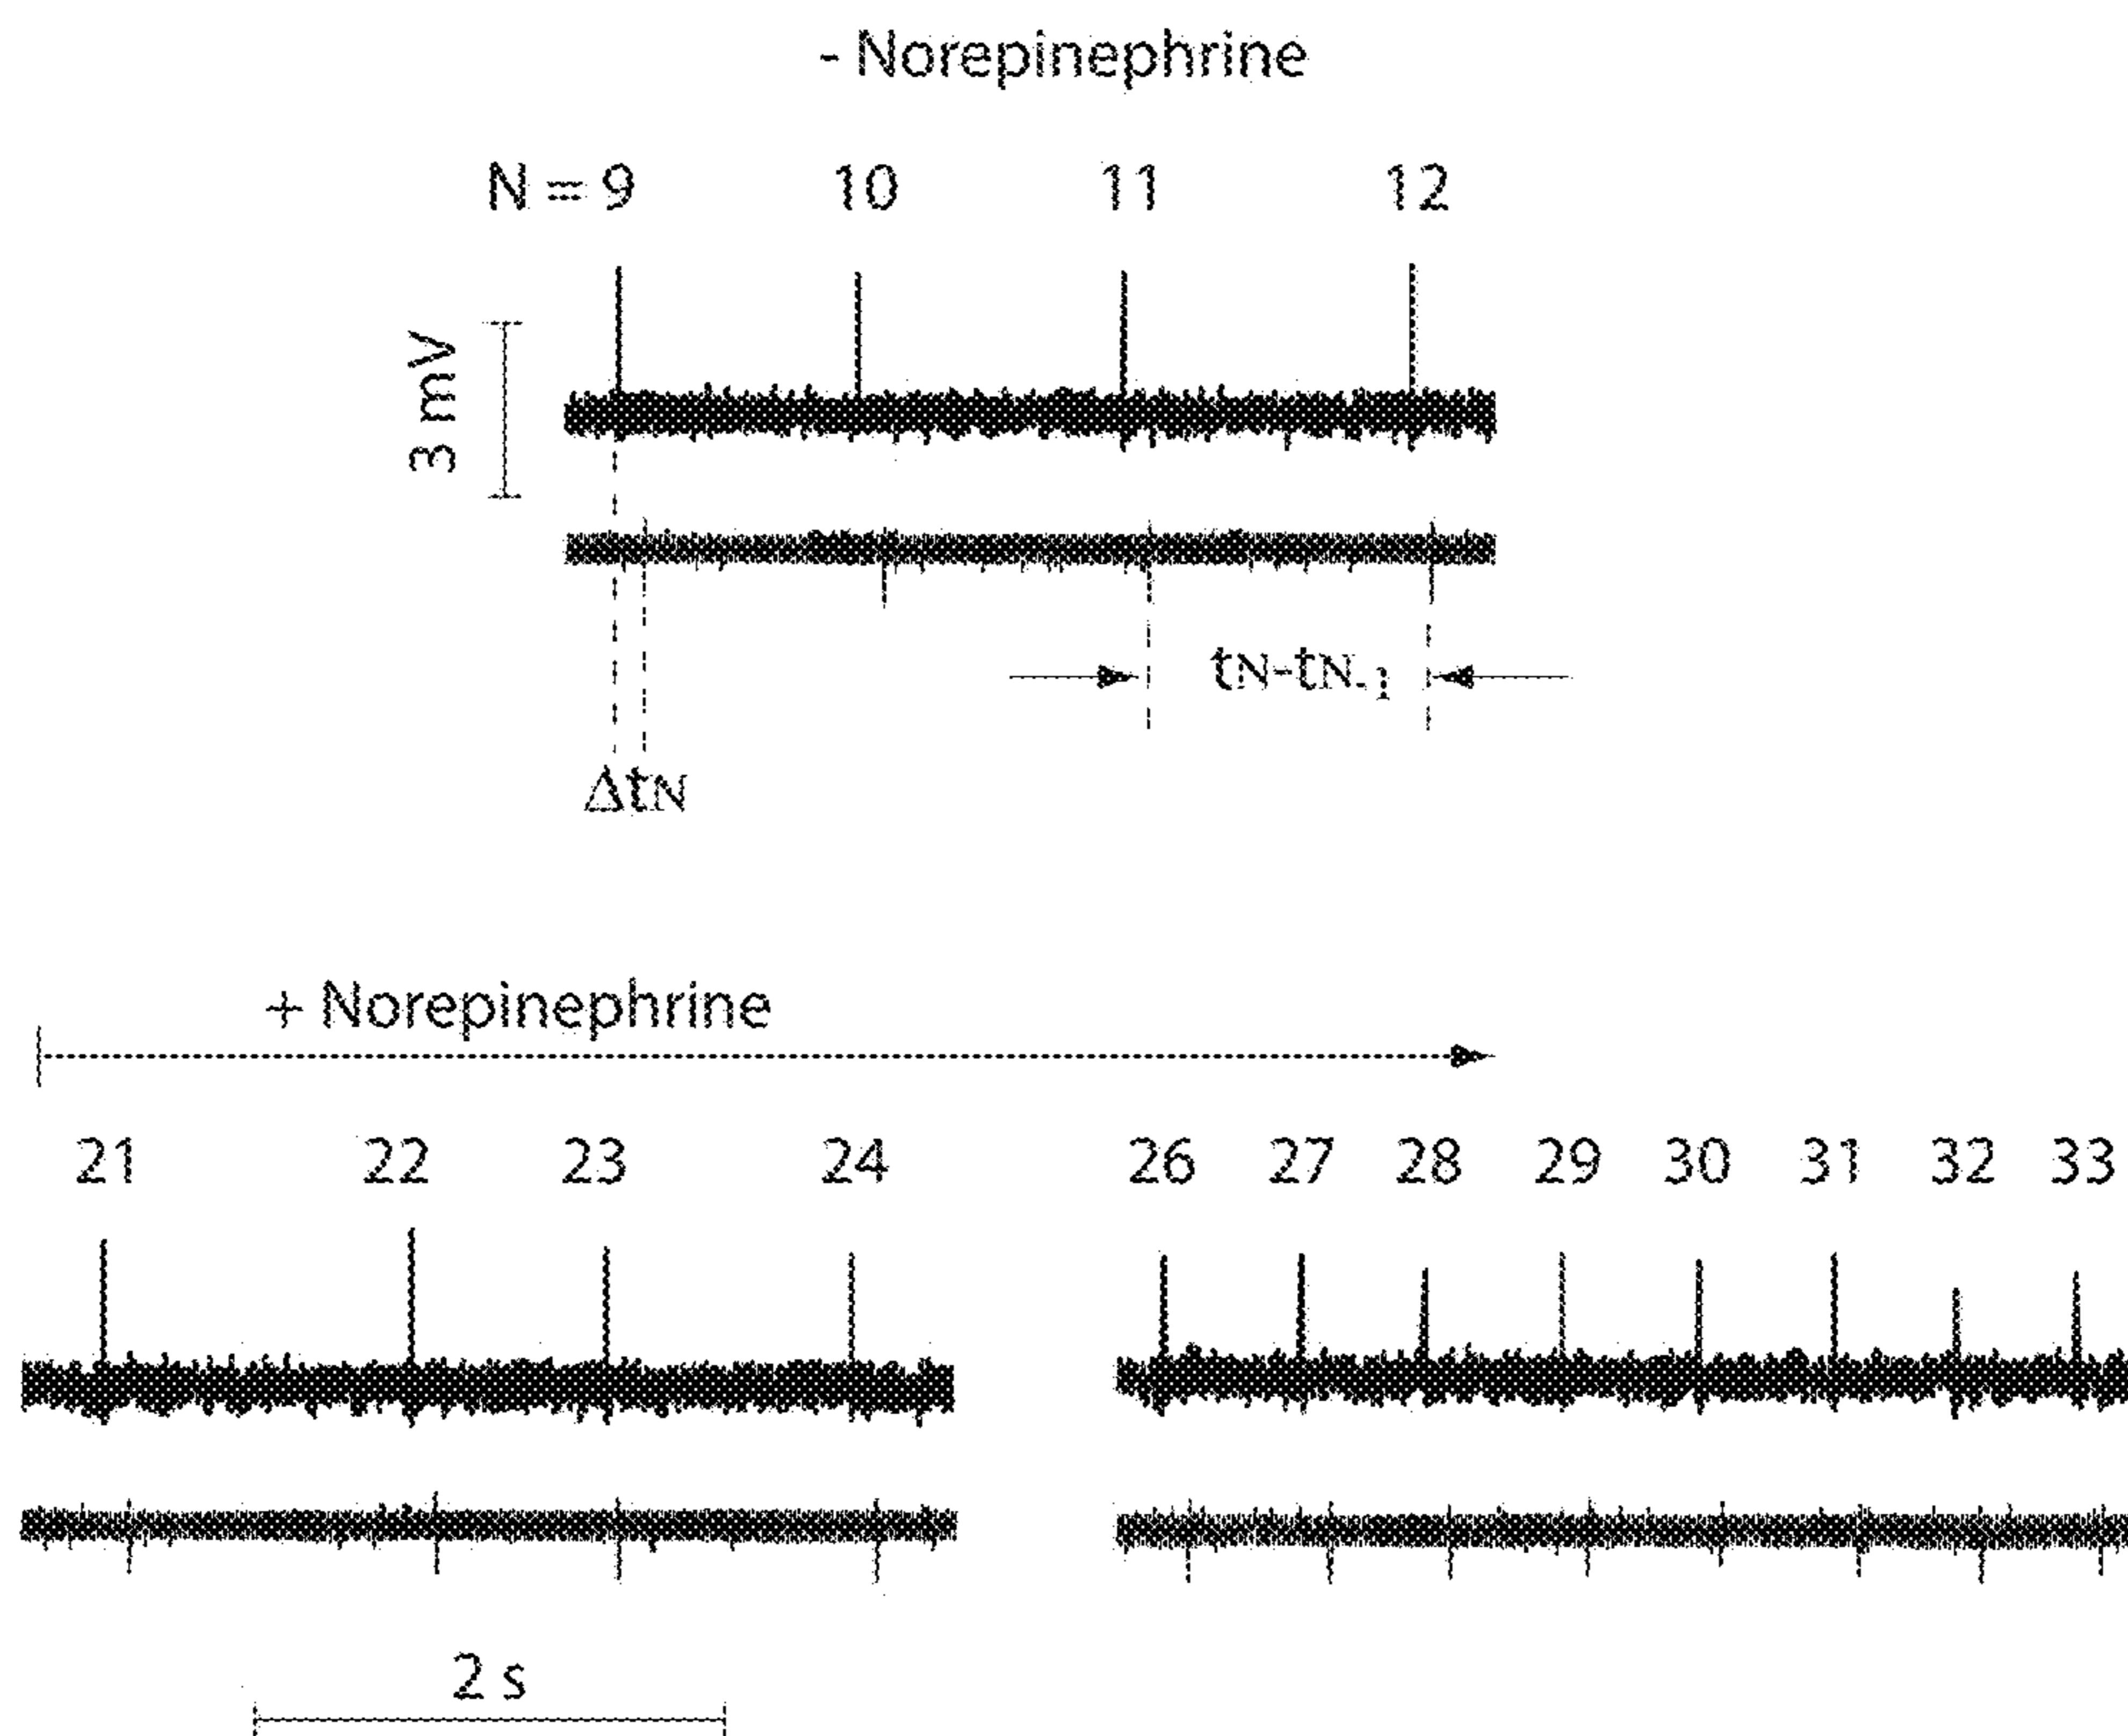 - Norepinephrine
N = 9 10 11 12
3 mV
tN-tN-1
ΔtN
+ Norepinephrine
21 22 23 24 26 27 28 29 30 31 32 33
2 s